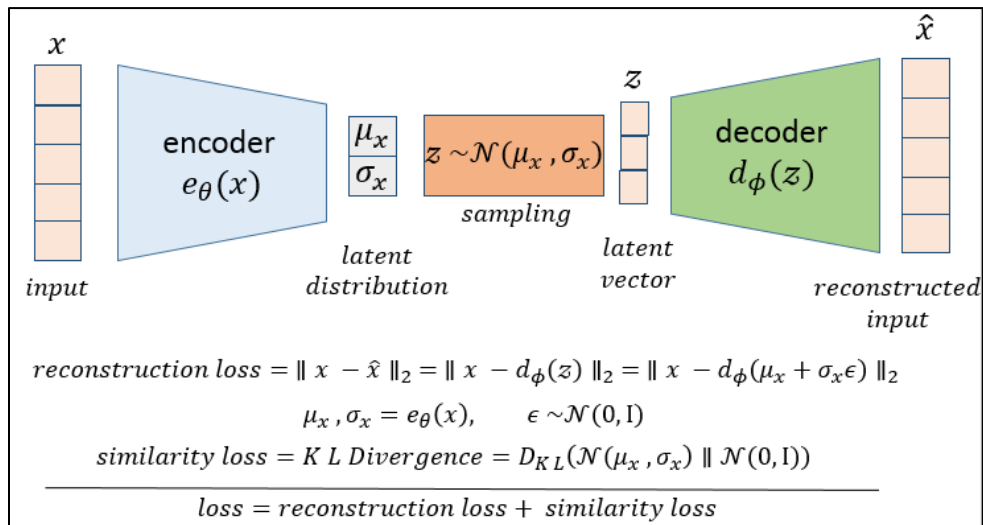 x
x̂
z
encoder
e_θ(x)
μ_x
σ_x
z ~𝒩(μ_x , σ_x)
decoder
d_ϕ(z)
sampling
input
latent
distribution
latent
vector
reconstructed
input
reconstruction loss = ‖ x − x̂ ‖₂ = ‖ x − d_ϕ(z) ‖₂ = ‖ x − d_ϕ(μ_x + σ_xϵ) ‖₂
μ_x , σ_x = e_θ(x), ϵ ~𝒩(0, I)
similarity loss = K L Divergence = D_{K L}(𝒩(μ_x , σ_x) ‖ 𝒩(0, I))
loss = reconstruction loss + similarity loss